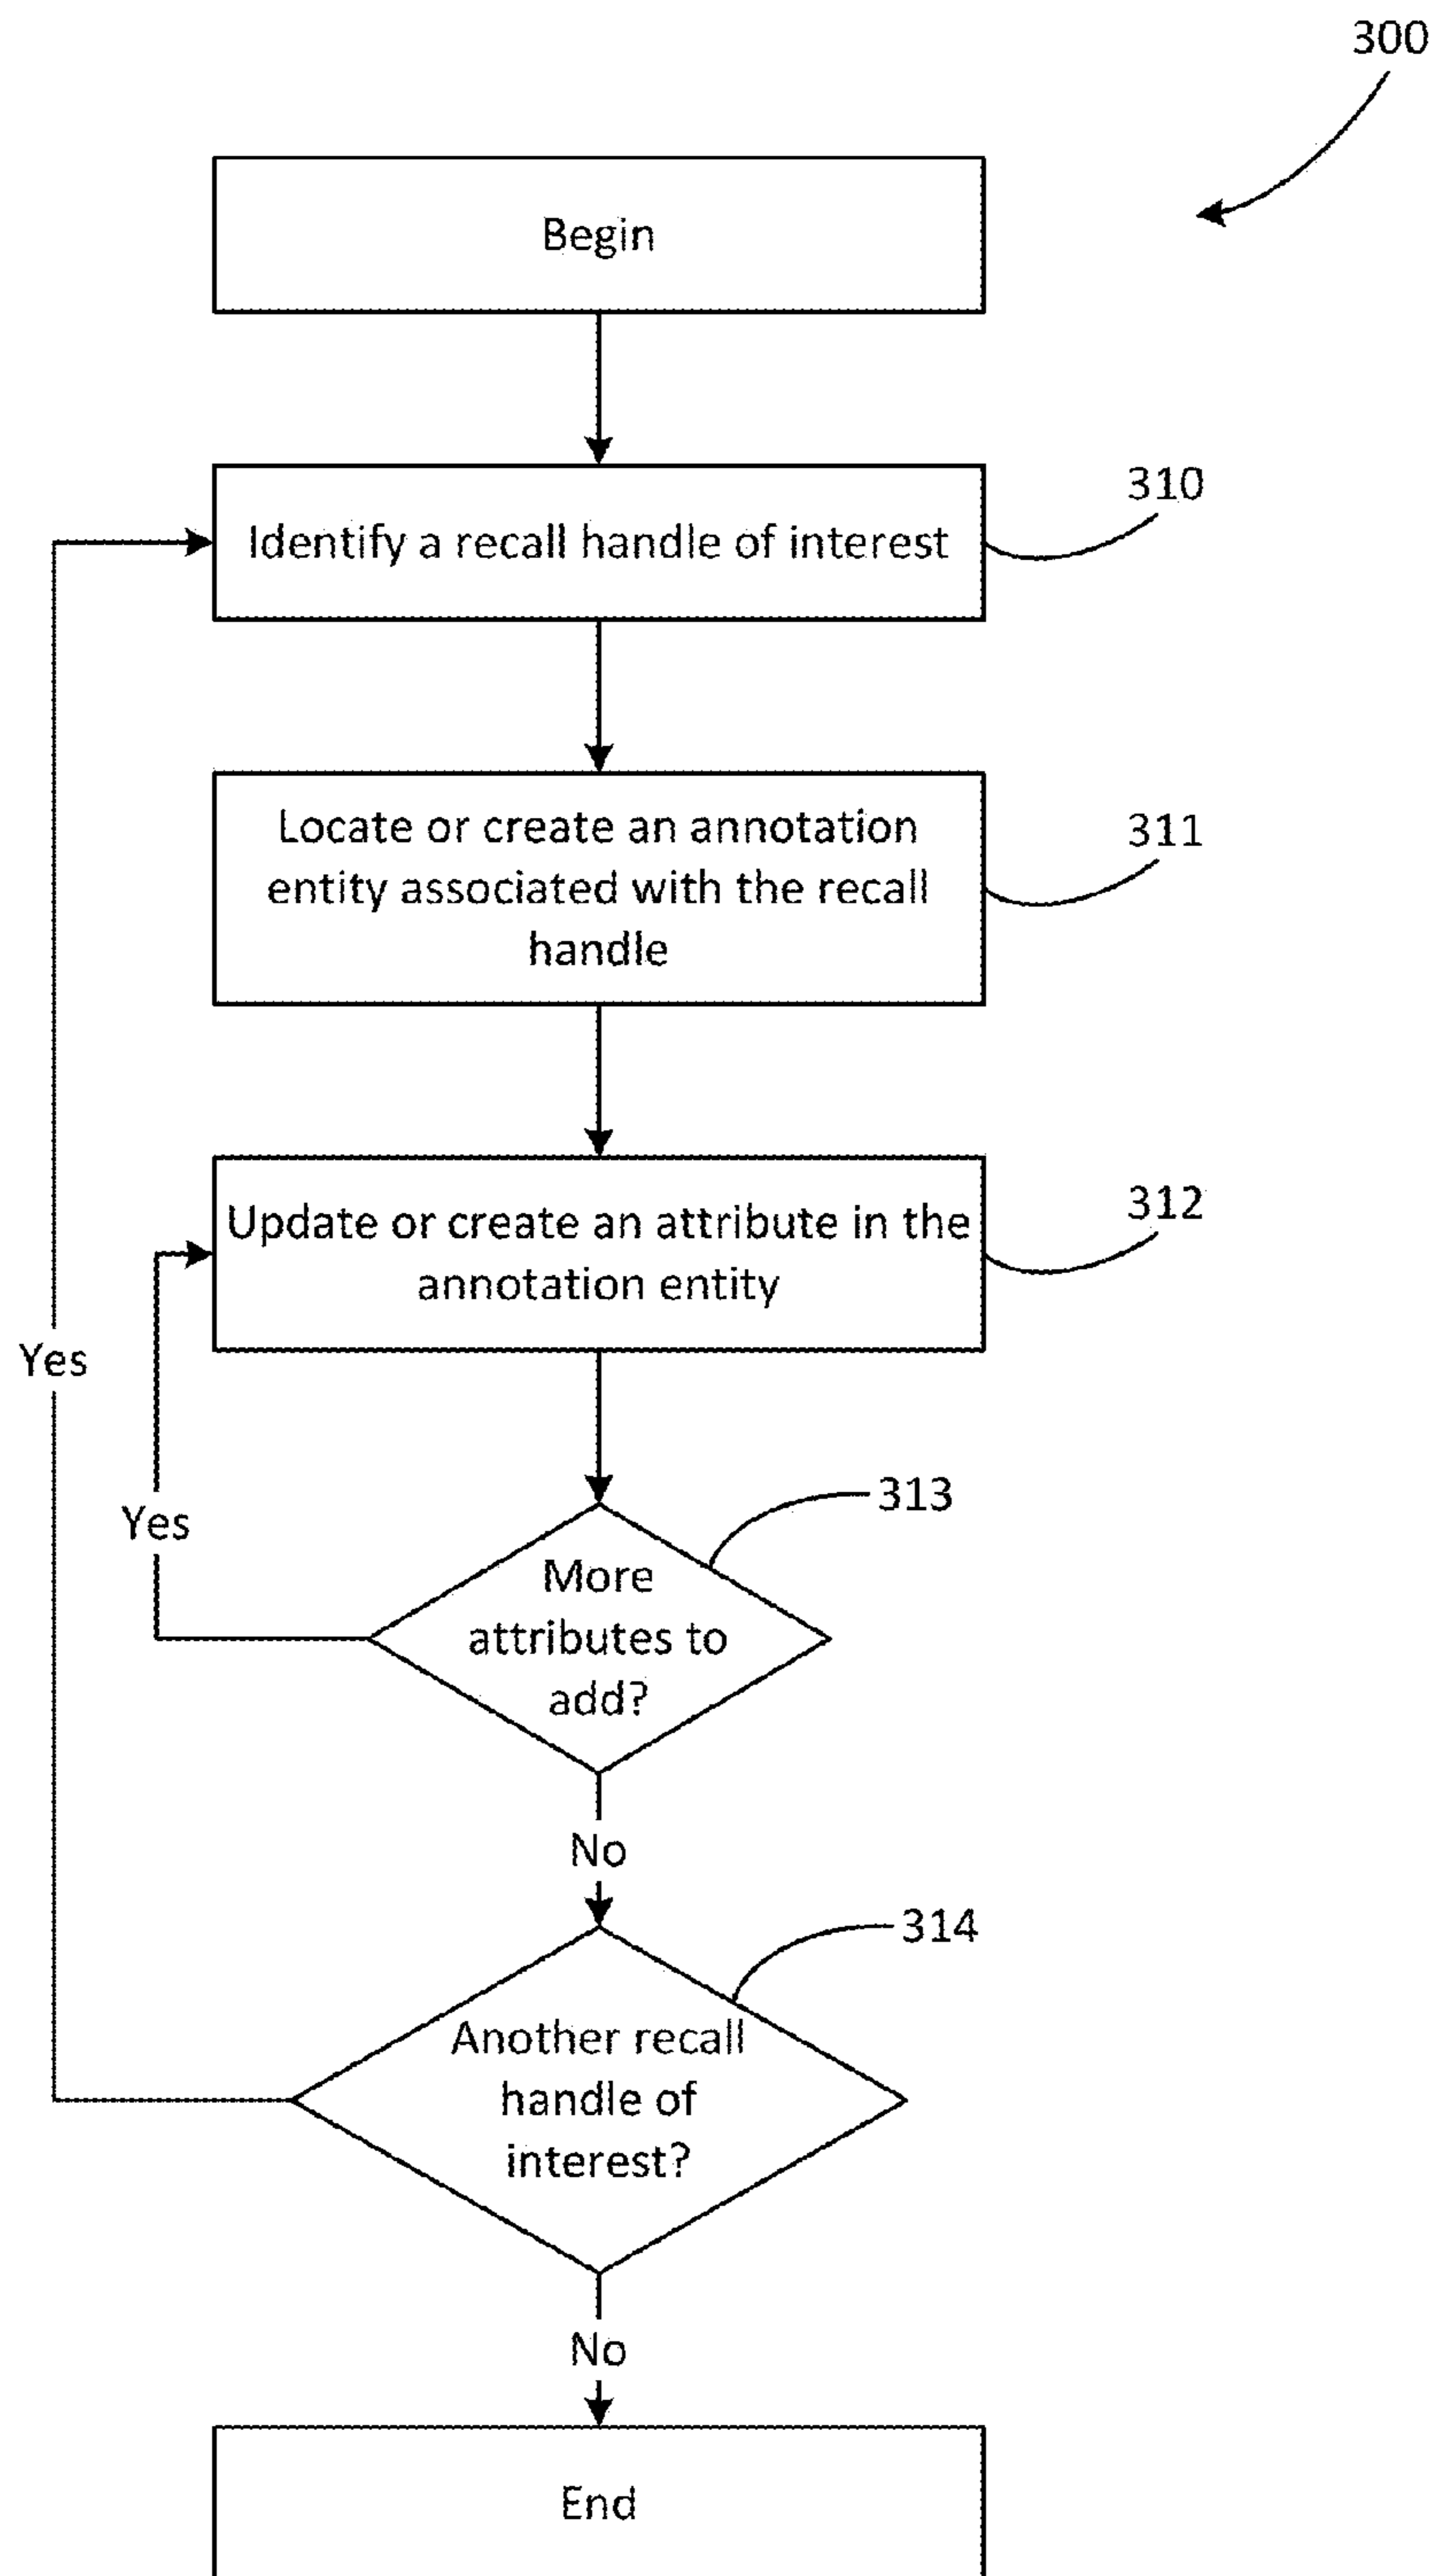 300
Begin
Identify a recall handle of interest
310
Locate or create an annotation
entity associated with the recall
handle
311
Update or create an attribute in the
annotation entity
312
Yes
Yes
313
More
attributes to
add?
No
314
Another recall
handle of
interest?
No
End